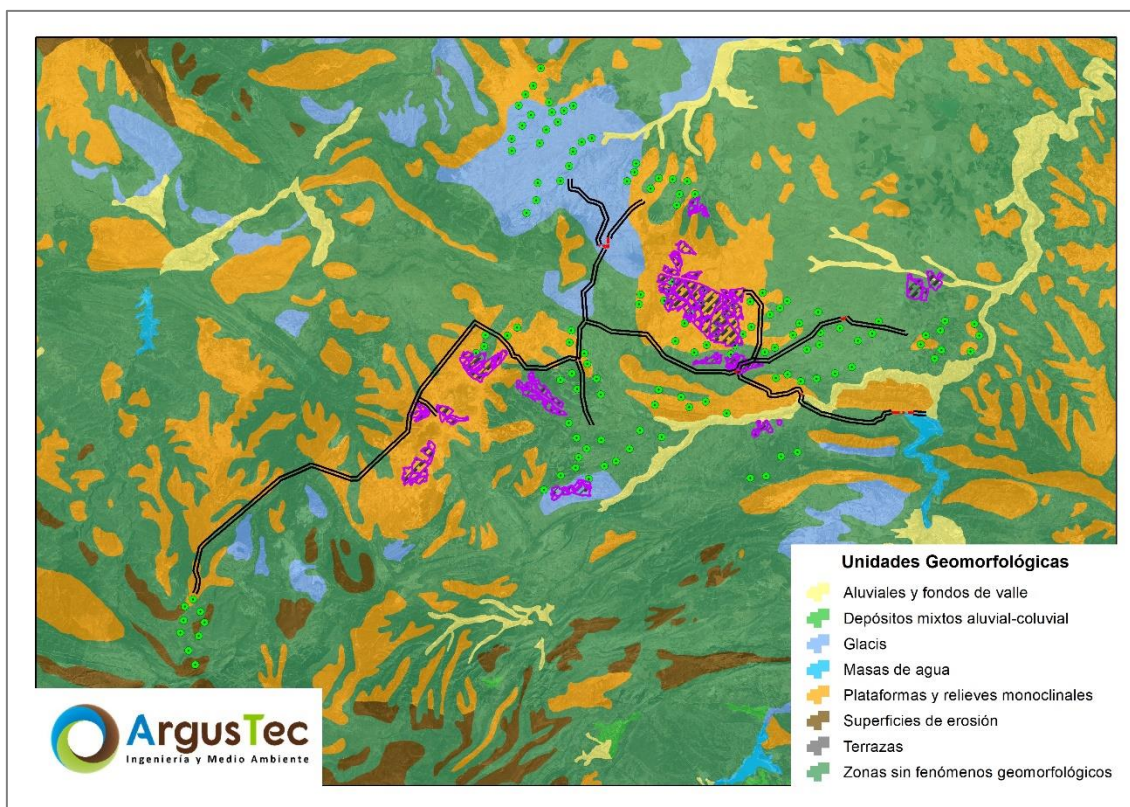 Unidades Geomorfológicas
Aluviales y fondos de valle
Depósitos mixtos aluvial-coluvial
Glacis
Masas de agua
Plataformas y relieves monoclinales
Superficies de erosión
Terrazas
Zonas sin fenómenos geomorfológicos
ArgusTec
Ingeniería y Medio Ambiente